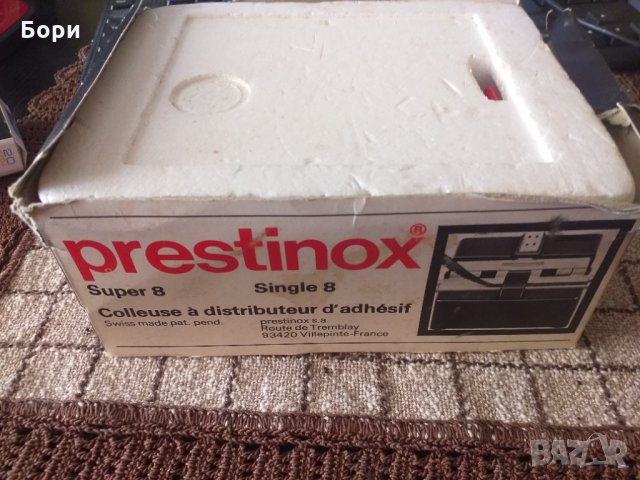 Бори
prestinox®
Super 8 Single 8
Colleuse à distributeur d'adhésif
Swiss made pat. pend. prestinox s.a.
Route de Tremblay
93420 Villepinte-France
BAZAR